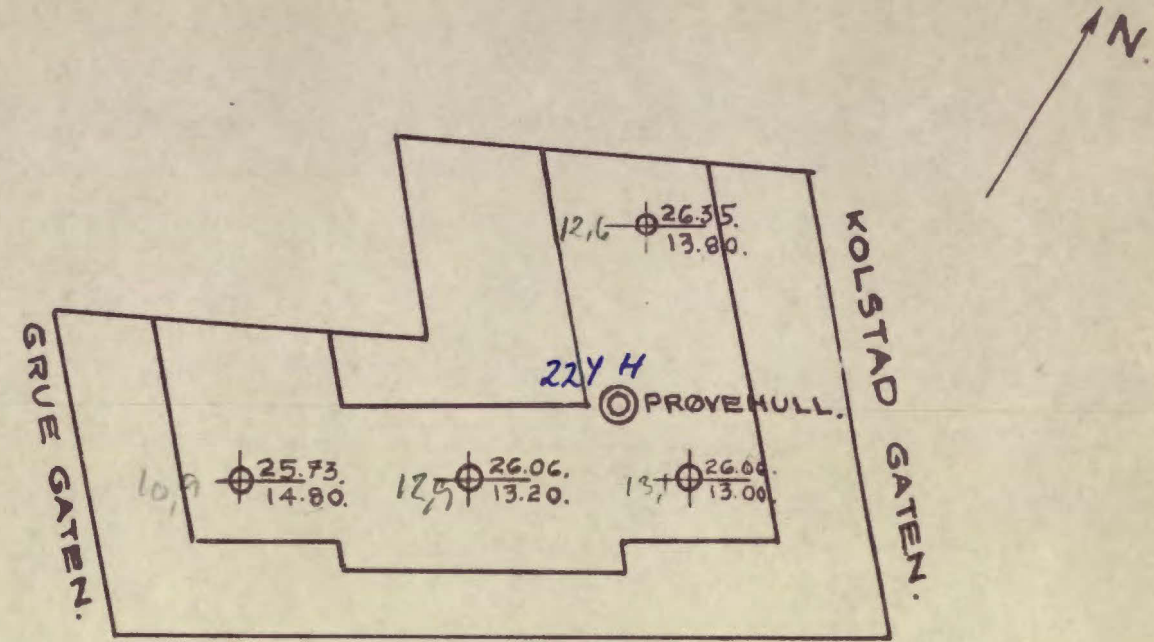 N.
KOLSTAD GATEN.
GRUE GATEN.
12,6
26.35.
13.80.
22Y H
PRØVEHULL.
10,9
25.73.
14.80.
12,9
26.06.
13.20.
13,1
26.06.
13.00.